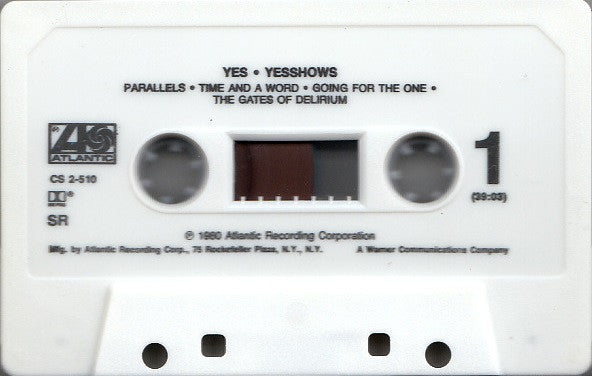 YES • YESSHOWS
PARALLELS • TIME AND A WORD • GOING FOR THE ONE •
THE GATES OF DELIRIUM
ATLANTIC
CS 2-510
SR
1
(39:03)
℗ 1980 Atlantic Recording Corporation
Mfg. by Atlantic Recording Corp., 75 Rockefeller Plaza, N.Y., N.Y. A Warner Communications Company